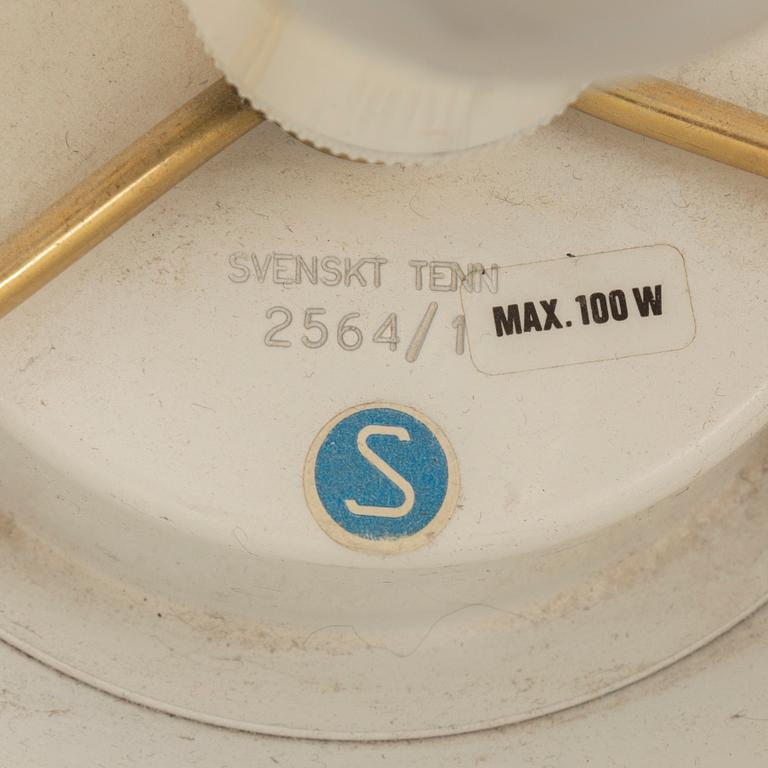 SVENSKT TENN
2564/1
MAX. 100 W
S